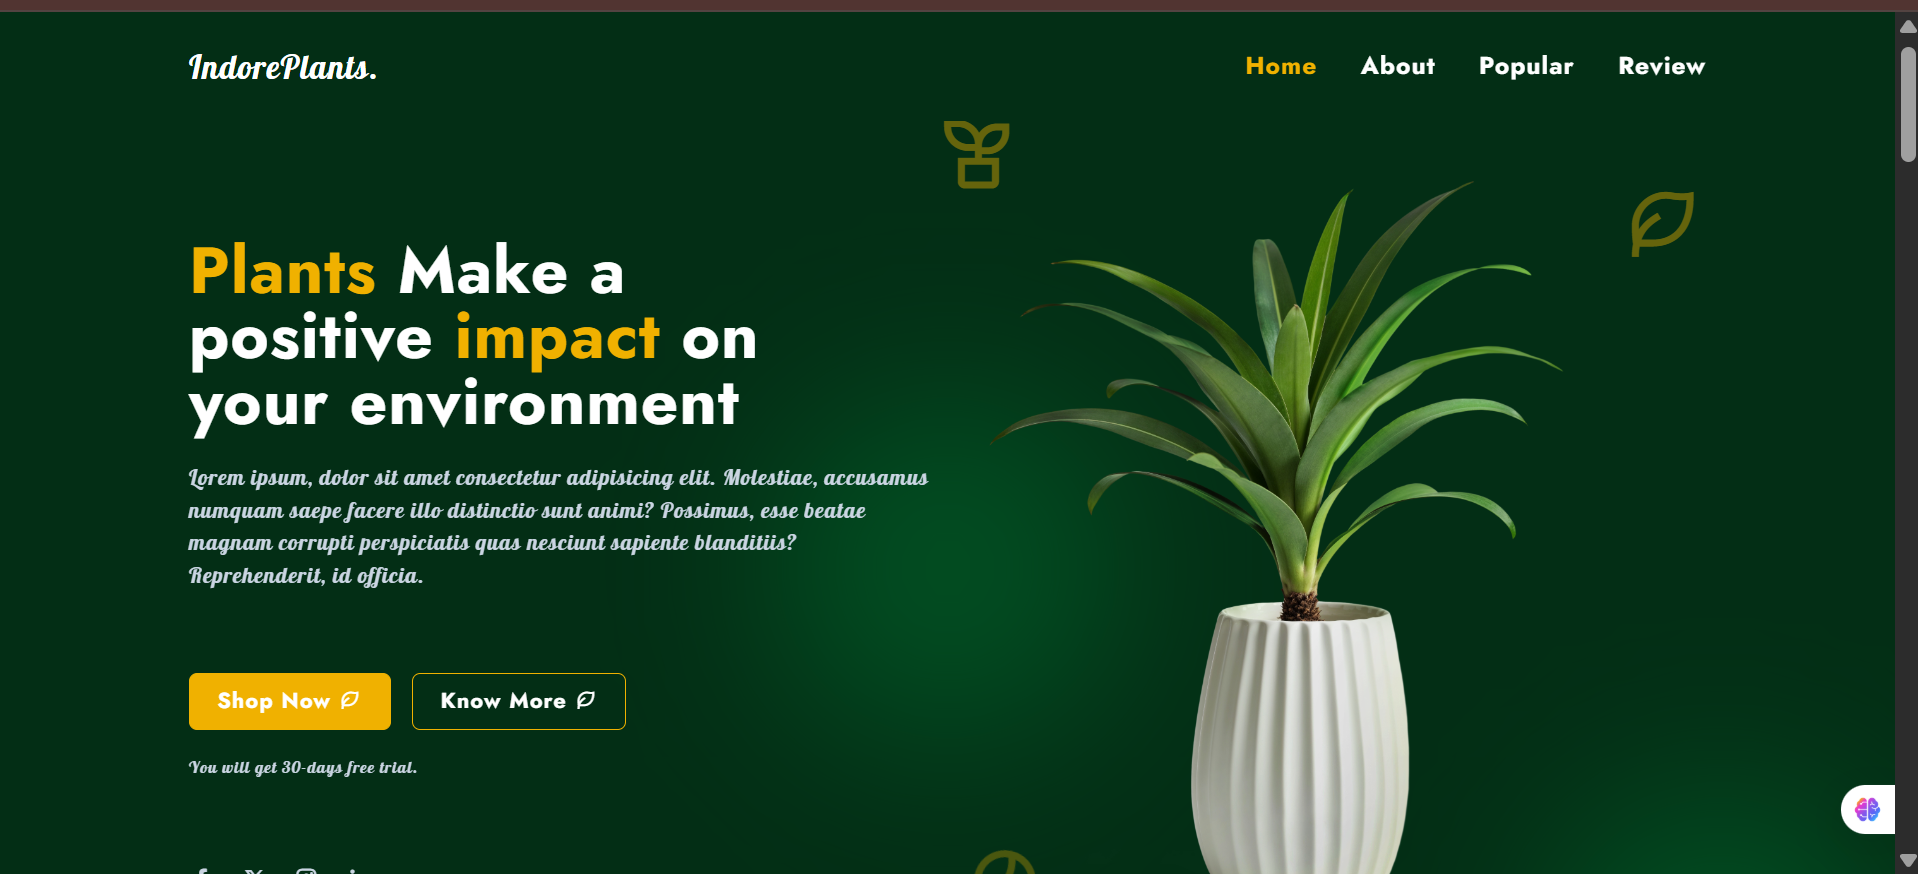 IndorePlants.
Home About Popular Review
Plants Make a
positive impact on
your environment
Lorem ipsum, dolor sit amet consectetur adipisicing elit. Molestiae, accusamus
numquam saepe facere illo distinctio sunt animi? Possimus, esse beatae
magnam corrupti perspiciatis quas nesciunt sapiente blanditiis?
Reprehenderit, id officia.
Shop Now Know More
You will get 30-days free trial.